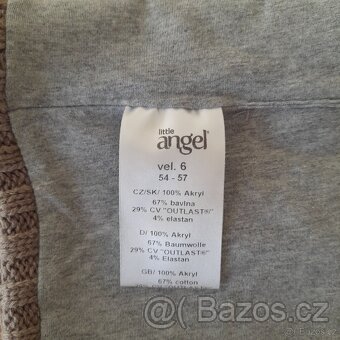 little
angel®
vel. 6
54 - 57
CZ/SK/ 100% Akryl
67% bavlna
29% CV "OUTLAST®"
4% elastan
D/ 100% Akryl
67% Baumwolle
29% CV "OUTLAST®"
4% Elastan
GB/ 100% Akryl
67% cotton
Bazos.cz